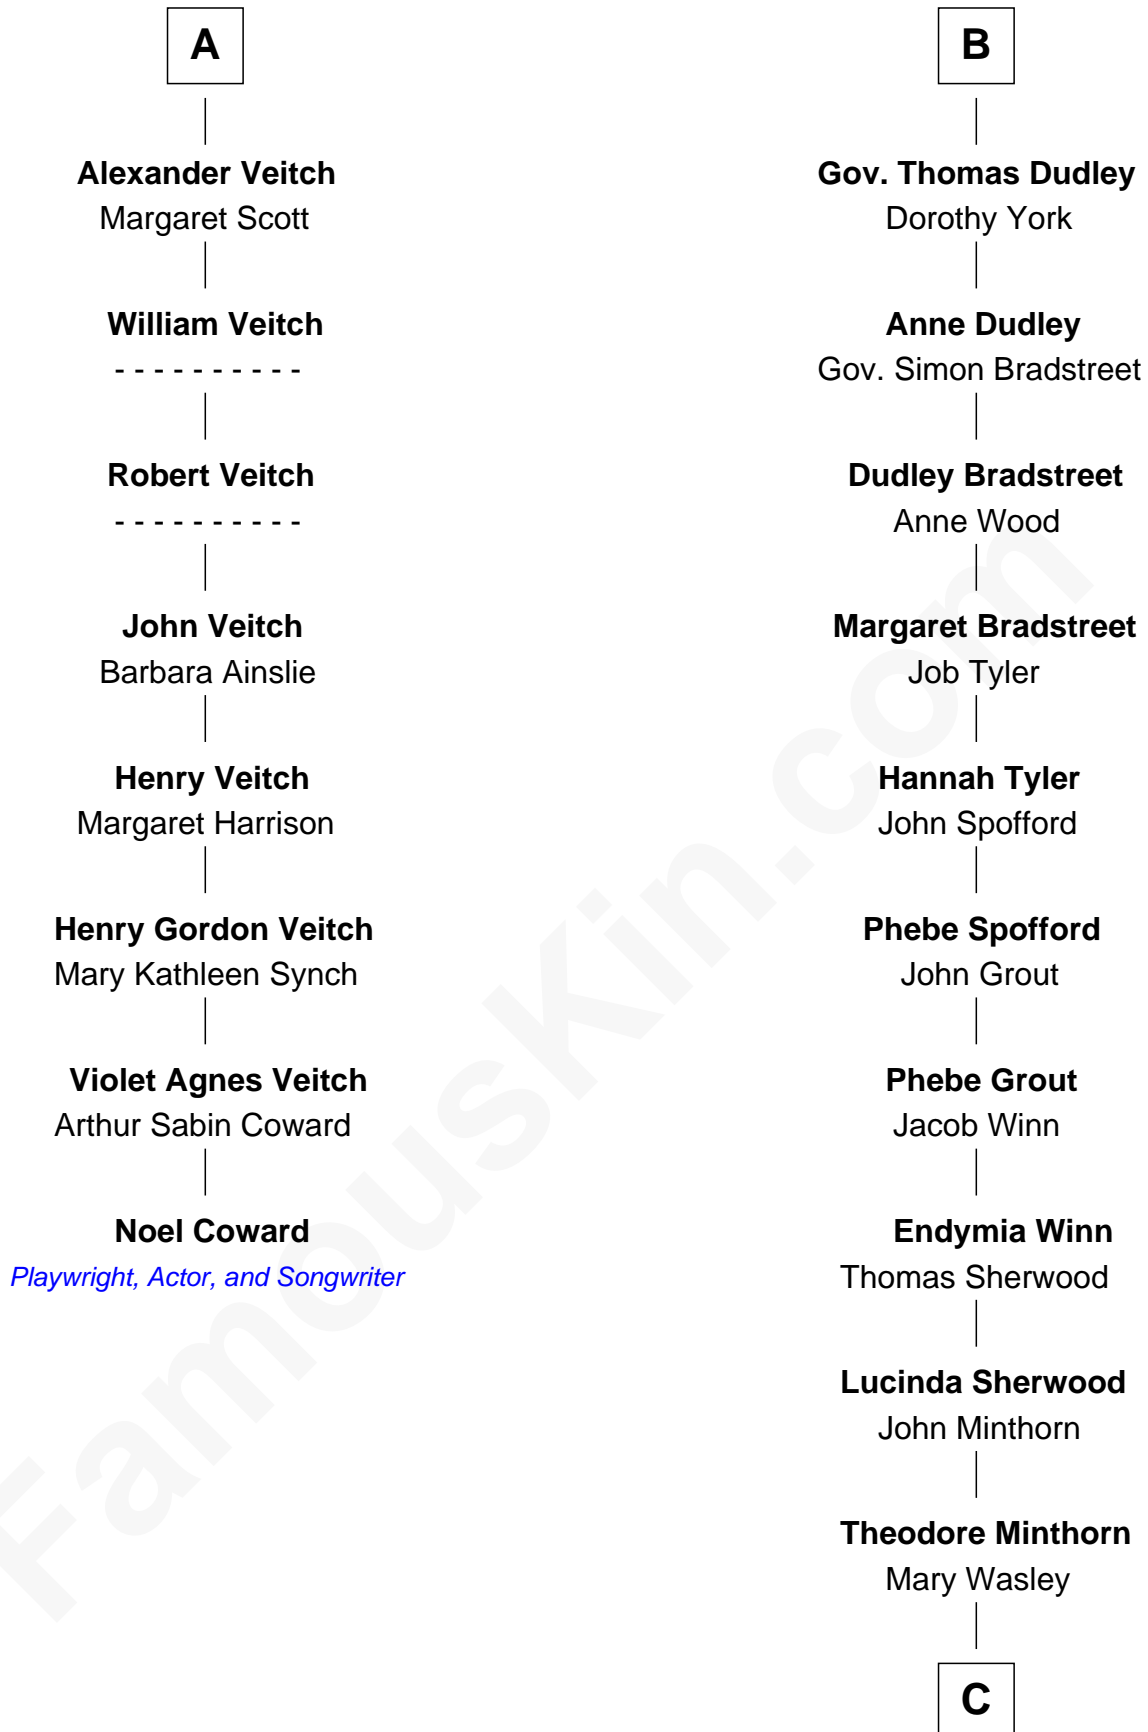 A
Alexander Veitch
Margaret Scott
William Veitch
- - - - - - - - - -
Robert Veitch
- - - - - - - - - -
John Veitch
Barbara Ainslie
Henry Veitch
Margaret Harrison
Henry Gordon Veitch
Mary Kathleen Synch
Violet Agnes Veitch
Arthur Sabin Coward
Noel Coward
Playwright, Actor, and Songwriter
B
Gov. Thomas Dudley
Dorothy York
Anne Dudley
Gov. Simon Bradstreet
Dudley Bradstreet
Anne Wood
Margaret Bradstreet
Job Tyler
Hannah Tyler
John Spofford
Phebe Spofford
John Grout
Phebe Grout
Jacob Winn
Endymia Winn
Thomas Sherwood
Lucinda Sherwood
John Minthorn
Theodore Minthorn
Mary Wasley
C
FamousKin.com